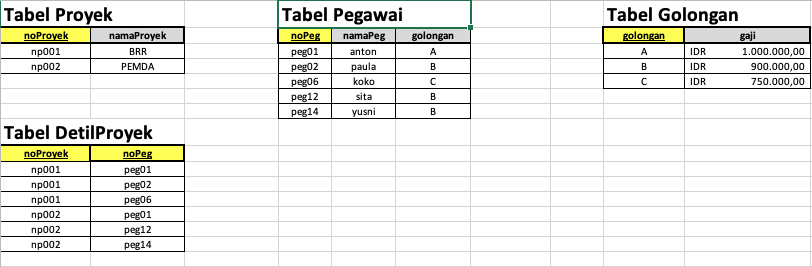 Tabel Proyek
noProyek namaProyek
np001 BRR
np002 PEMDA
Tabel Pegawai
noPeg namaPeg golongan
peg01 anton A
peg02 paula B
peg06 koko C
peg12 sita B
peg14 yusni B
Tabel Golongan
golongan gaji
A IDR 1.000.000,00
B IDR 900.000,00
C IDR 750.000,00
Tabel DetilProyek
noProyek noPeg
np001 peg01
np001 peg02
np001 peg06
np002 peg01
np002 peg12
np002 peg14